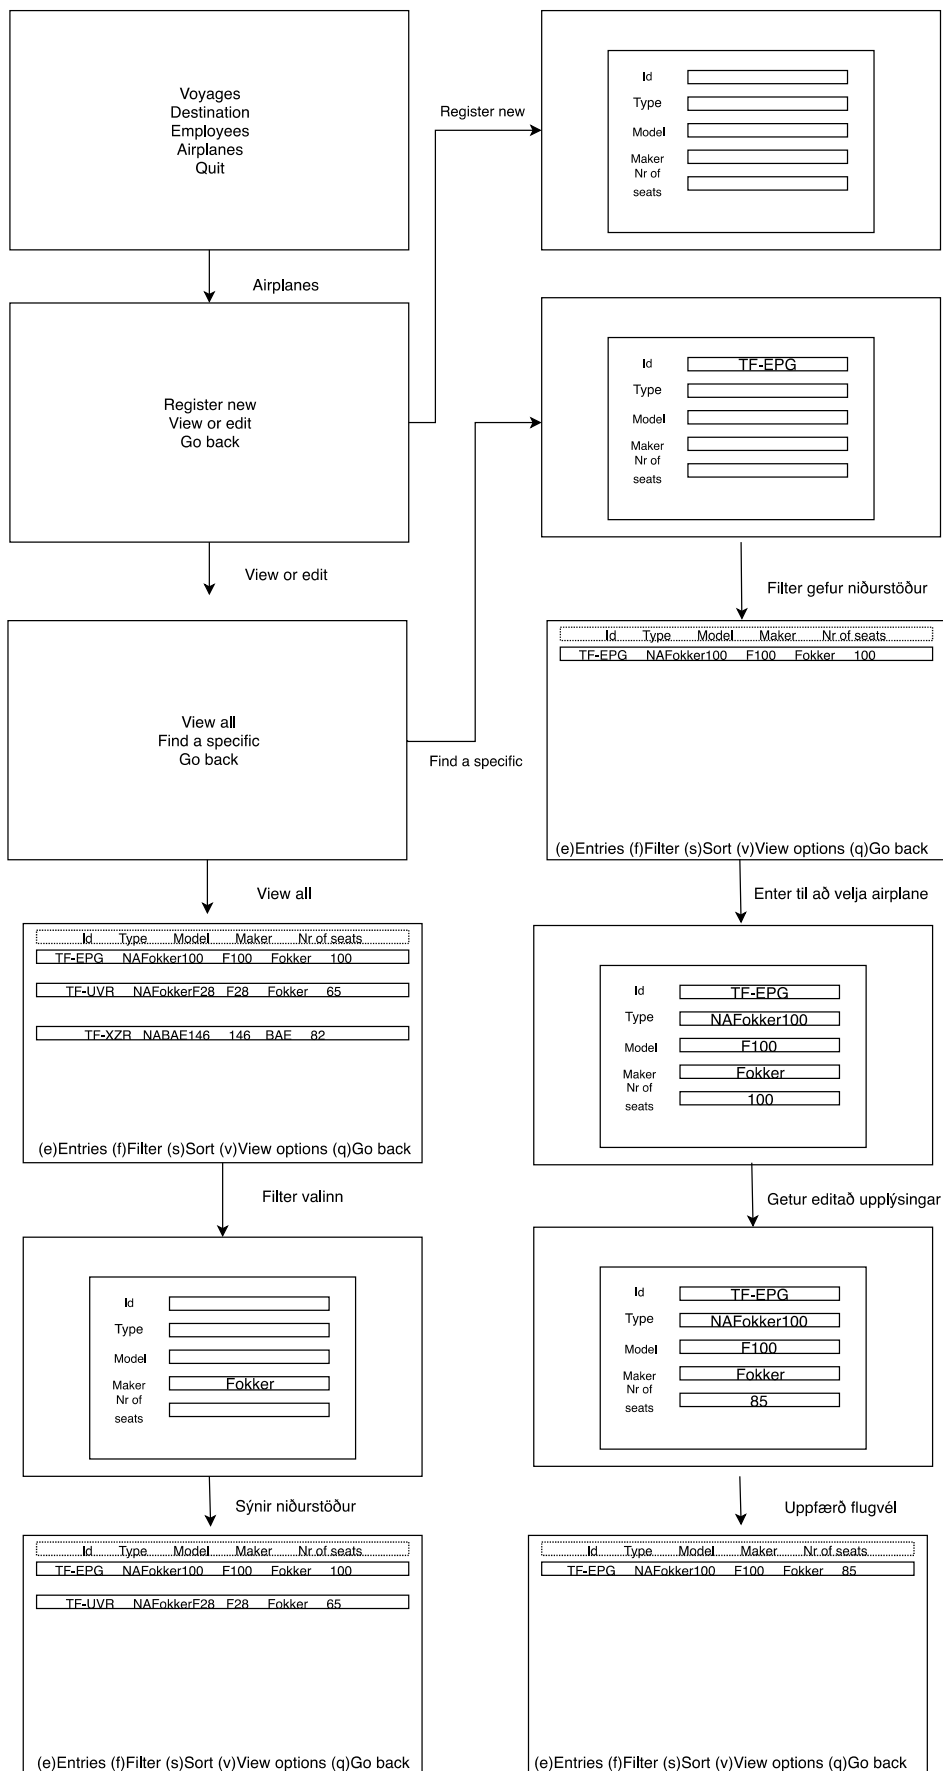 Voyages
Destination
Employees
Airplanes
Quit
Airplanes
Register new
View or edit
Go back
Register new
Id
Type
Model
Maker
Nr of
seats
View or edit
View all
Find a specific
Go back
Find a specific
Id TF-EPG
Type
Model
Maker
Nr of
seats
Filter gefur niðurstöður
Id Type Model Maker Nr of seats
TF-EPG NAFokker100 F100 Fokker 100
(e)Entries (f)Filter (s)Sort (v)View options (q)Go back
Enter til að velja airplane
Id TF-EPG
Type NAFokker100
Model F100
Maker Fokker
Nr of
seats 100
Getur editað upplýsingar
Id TF-EPG
Type NAFokker100
Model F100
Maker Fokker
Nr of
seats 85
Uppfærð flugvél
Id Type Model Maker Nr of seats
TF-EPG NAFokker100 F100 Fokker 85
(e)Entries (f)Filter (s)Sort (v)View options (q)Go back
View all
Id Type Model Maker Nr of seats
TF-EPG NAFokker100 F100 Fokker 100
TF-UVR NAFokkerF28 F28 Fokker 65
TF-XZR NABAE146 146 BAE 82
(e)Entries (f)Filter (s)Sort (v)View options (q)Go back
Filter valinn
Id
Type
Model
Maker Fokker
Nr of
seats
Sýnir niðurstöður
Id Type Model Maker Nr of seats
TF-EPG NAFokker100 F100 Fokker 100
TF-UVR NAFokkerF28 F28 Fokker 65
(e)Entries (f)Filter (s)Sort (v)View options (q)Go back